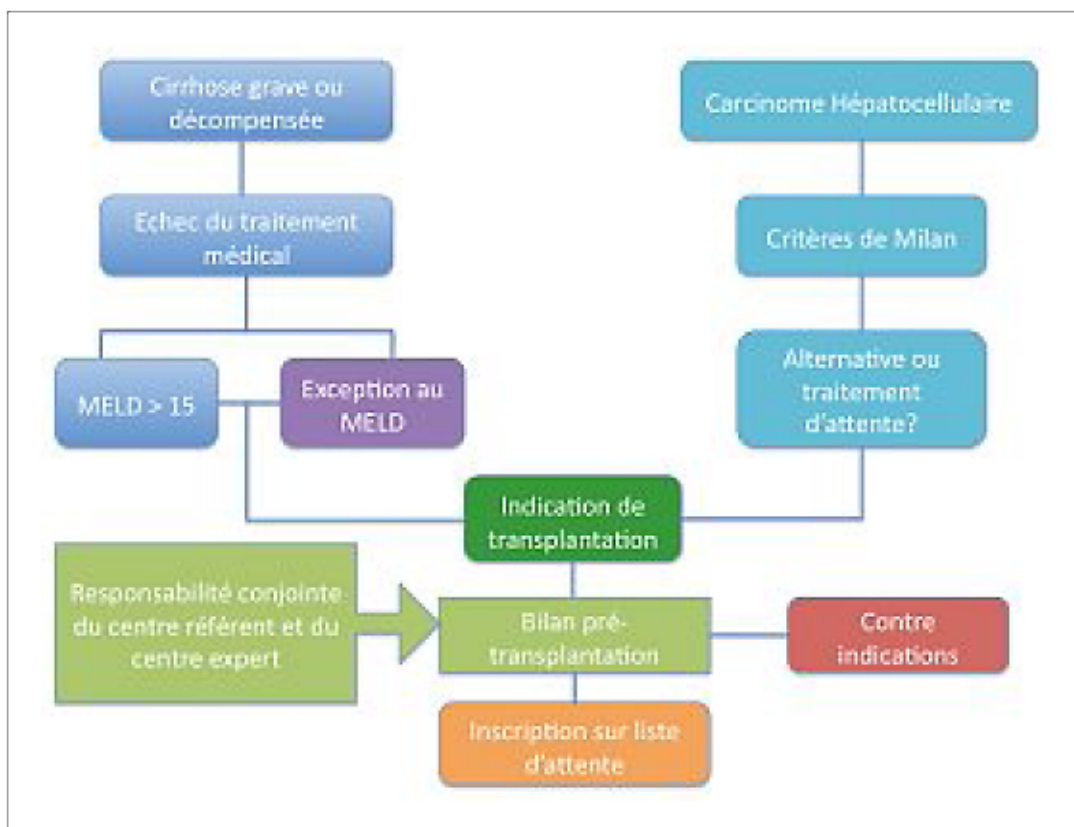 Cirrhose grave ou
décompensée
Carcinome Hépatocellulaire
Echec du traitement
médical
Critères de Milan
MELD > 15
Exception au
MELD
Alternative ou
traitement
d'attente?
Indication de
transplantation
Responsabilité conjointe
du centre référent et du
centre expert
Bilan pré-
transplantation
Contre
indications
Inscription sur liste
d'attente